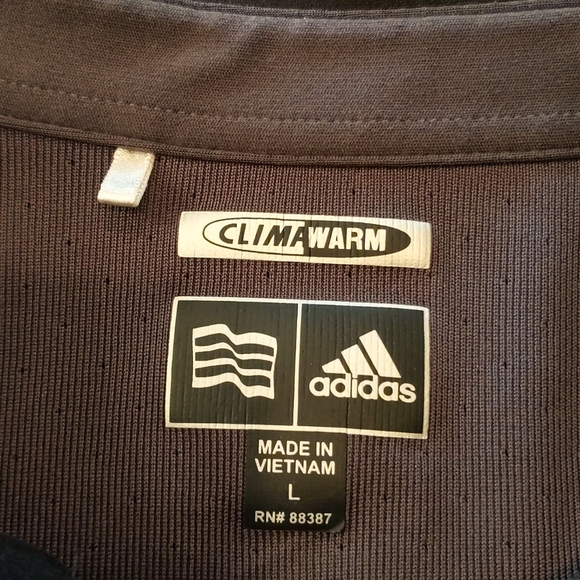 CLIMAWARM
adidas
MADE IN
VIETNAM
L
RN# 88387